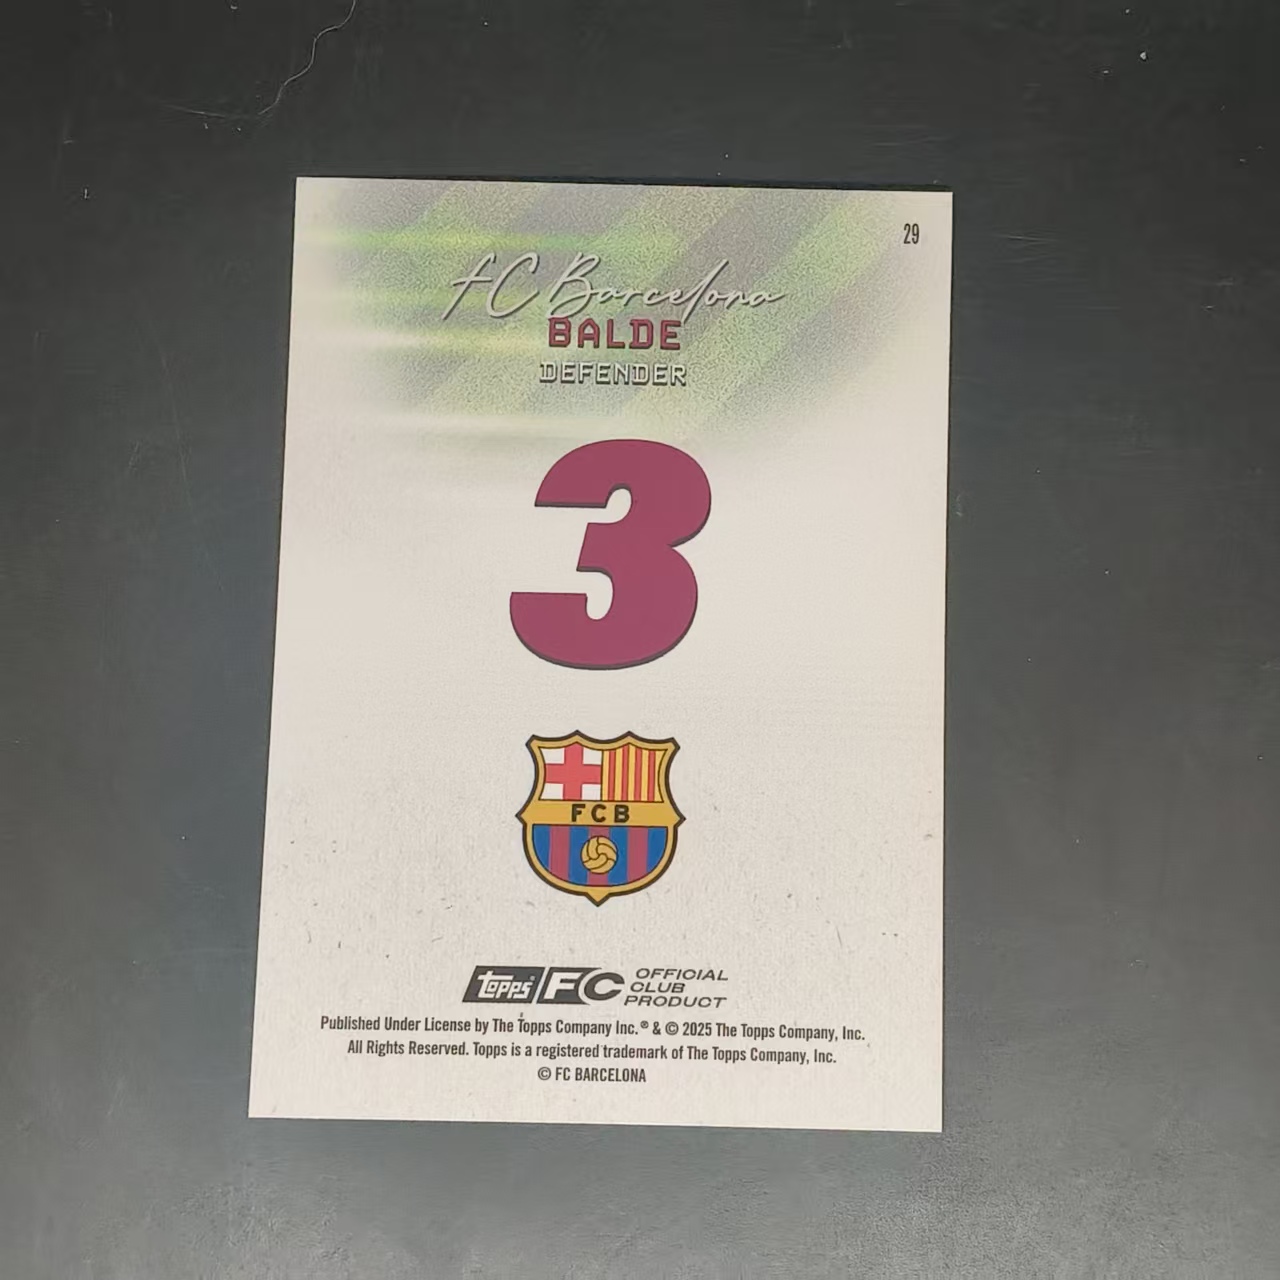 29
FC Barcelona
BALDE
DEFENDER
3
FCB
Topps FC OFFICIAL
CLUB
PRODUCT
Published Under License by The Topps Company Inc.® & © 2025 The Topps Company, Inc.
All Rights Reserved. Topps is a registered trademark of The Topps Company, Inc.
© FC BARCELONA